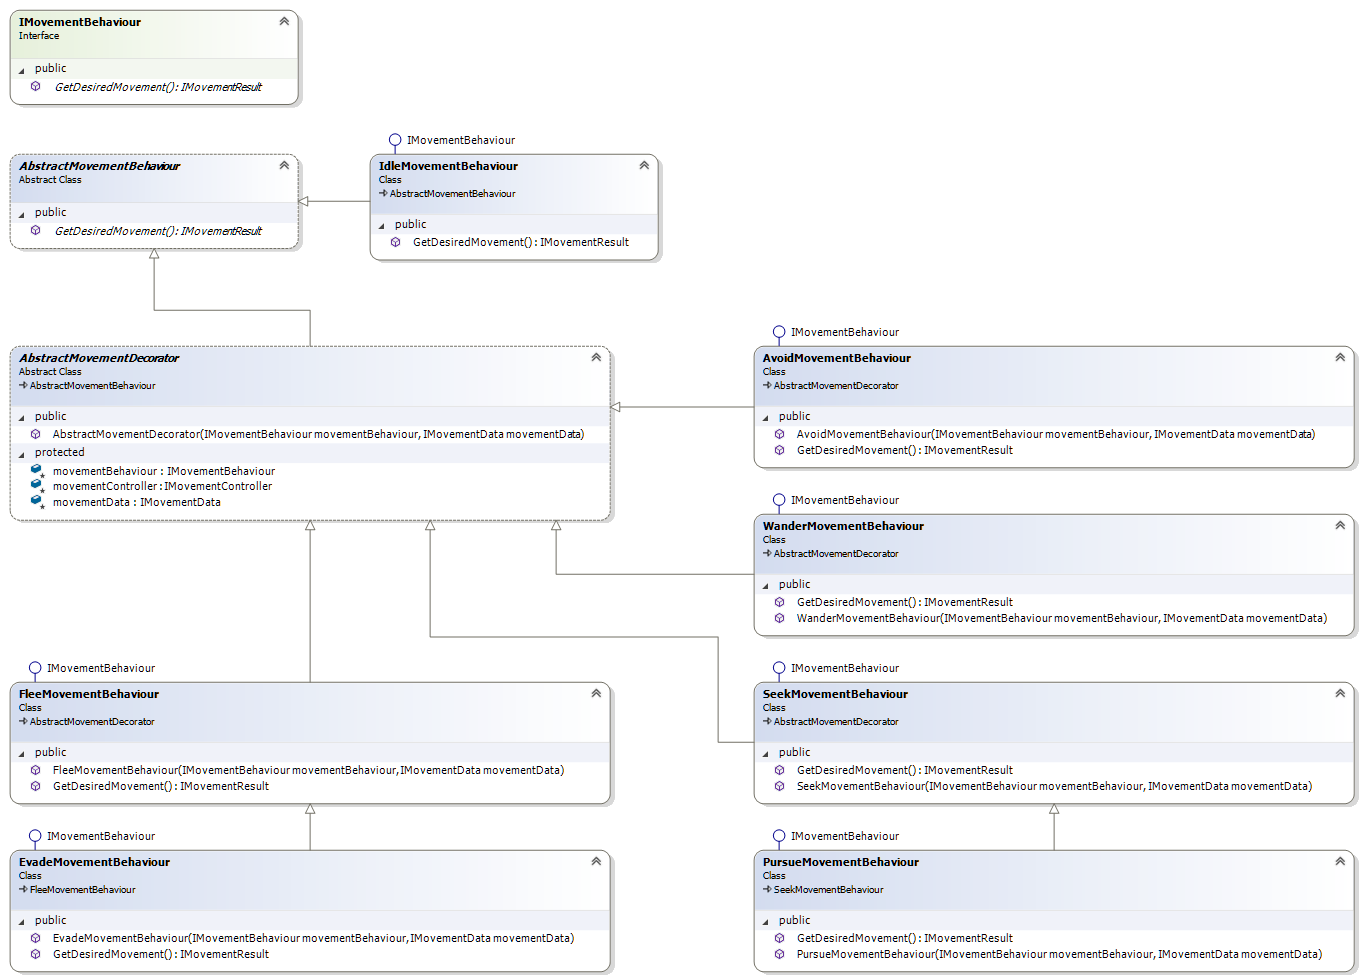 IMovementBehaviour
Interface
public
GetDesiredMovement() : IMovementResult
AbstractMovementBehaviour
Abstract Class
public
GetDesiredMovement() : IMovementResult
IMovementBehaviour
IdleMovementBehaviour
Class
AbstractMovementBehaviour
public
GetDesiredMovement() : IMovementResult
AbstractMovementDecorator
Abstract Class
AbstractMovementBehaviour
public
AbstractMovementDecorator(IMovementBehaviour movementBehaviour, IMovementData movementData)
protected
movementBehaviour : IMovementBehaviour
movementController : IMovementController
movementData : IMovementData
IMovementBehaviour
AvoidMovementBehaviour
Class
AbstractMovementDecorator
public
AvoidMovementBehaviour(IMovementBehaviour movementBehaviour, IMovementData movementData)
GetDesiredMovement() : IMovementResult
IMovementBehaviour
WanderMovementBehaviour
Class
AbstractMovementDecorator
public
GetDesiredMovement() : IMovementResult
WanderMovementBehaviour(IMovementBehaviour movementBehaviour, IMovementData movementData)
IMovementBehaviour
FleeMovementBehaviour
Class
AbstractMovementDecorator
public
FleeMovementBehaviour(IMovementBehaviour movementBehaviour, IMovementData movementData)
GetDesiredMovement() : IMovementResult
IMovementBehaviour
SeekMovementBehaviour
Class
AbstractMovementDecorator
public
GetDesiredMovement() : IMovementResult
SeekMovementBehaviour(IMovementBehaviour movementBehaviour, IMovementData movementData)
IMovementBehaviour
EvadeMovementBehaviour
Class
FleeMovementBehaviour
public
EvadeMovementBehaviour(IMovementBehaviour movementBehaviour, IMovementData movementData)
GetDesiredMovement() : IMovementResult
IMovementBehaviour
PursueMovementBehaviour
Class
SeekMovementBehaviour
public
GetDesiredMovement() : IMovementResult
PursueMovementBehaviour(IMovementBehaviour movementBehaviour, IMovementData movementData)